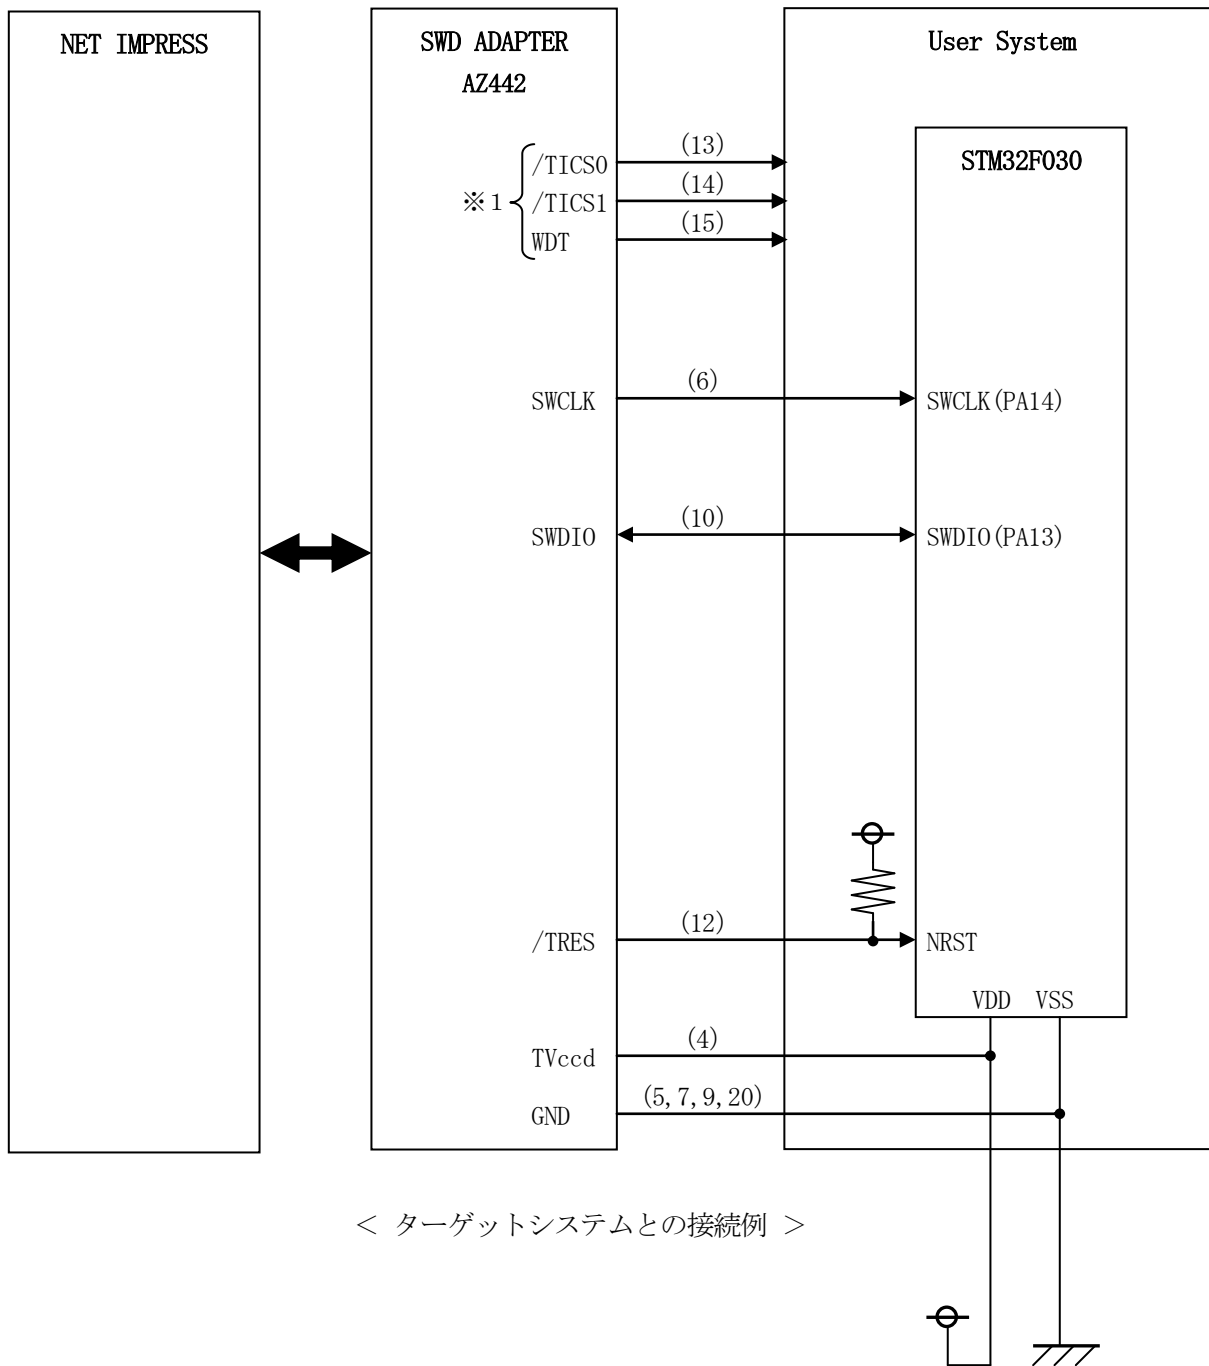 NET IMPRESS
SWD ADAPTER
AZ442
User System
STM32F030
※1
/TICS0
(13)
/TICS1
(14)
WDT
(15)
SWCLK
(6)
SWCLK(PA14)
SWDIO
(10)
SWDIO(PA13)
/TRES
(12)
NRST
VDD
VSS
TVccd
(4)
GND
(5,7,9,20)
＜ ターゲットシステムとの接続例 ＞